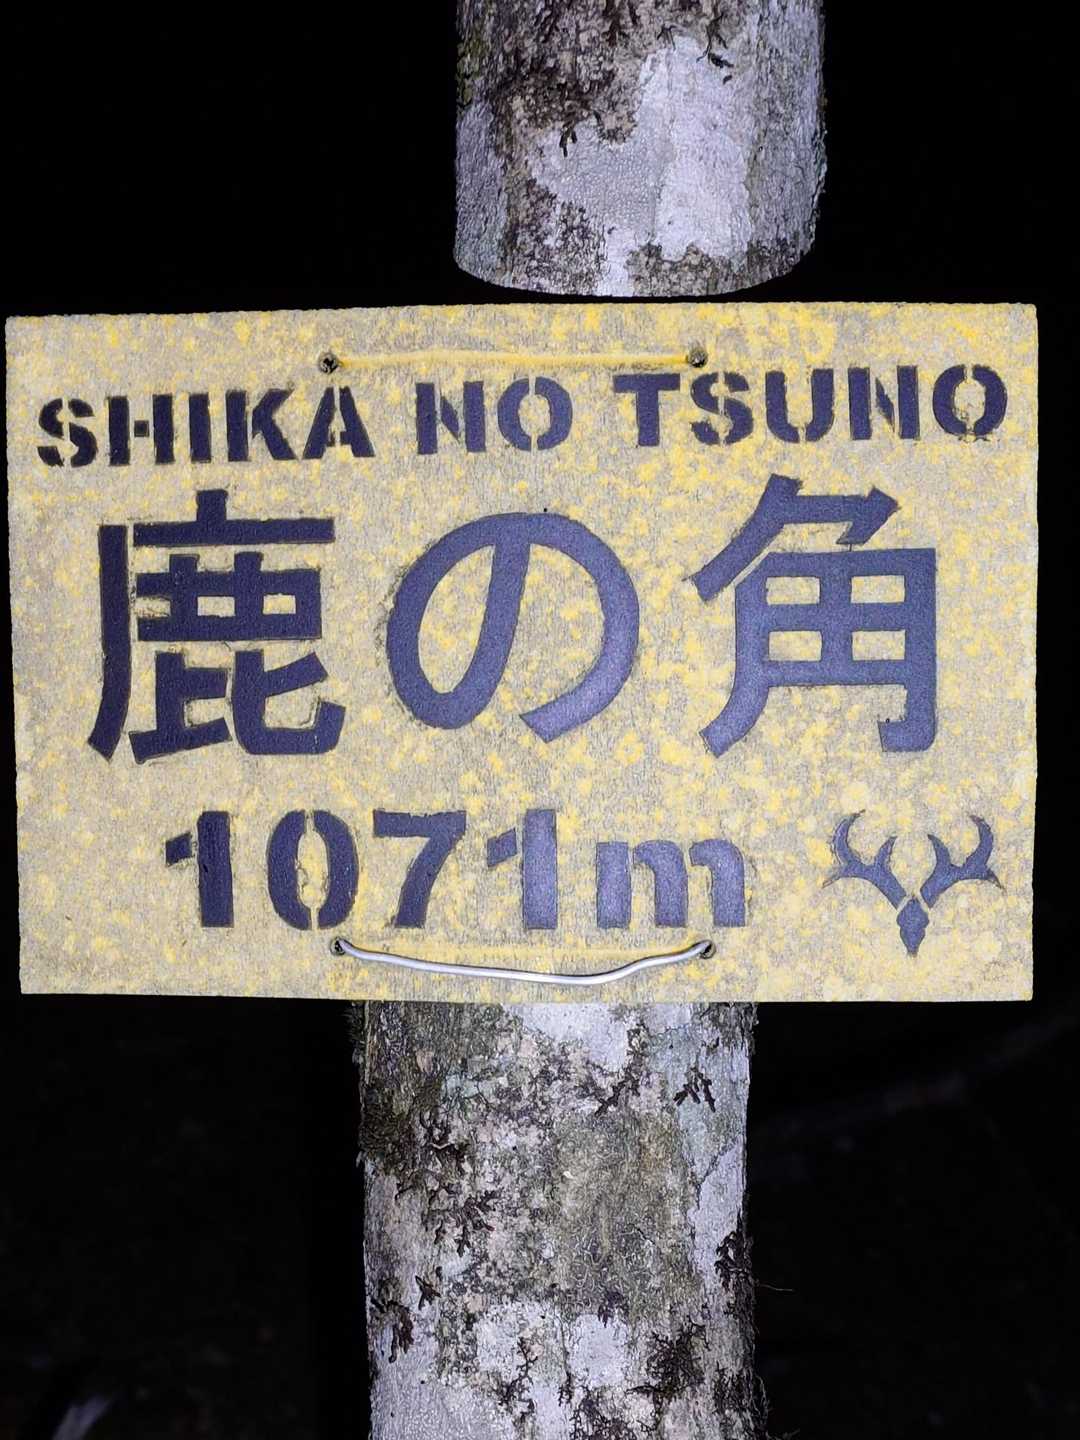 SHIKA NO TSUNO
鹿の角
1071m